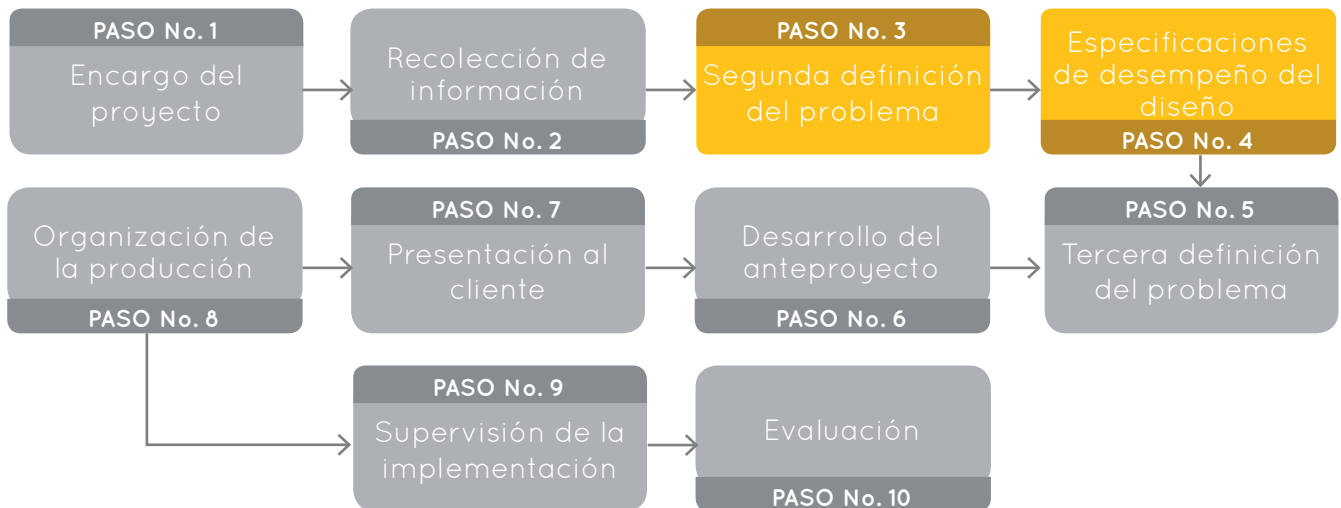 PASO No. 1
Encargo del
proyecto
Recolección de
información
PASO No. 2
PASO No. 3
Segunda definición
del problema
Especificaciones
de desempeño del
diseño
PASO No. 4
Organización de
la producción
PASO No. 8
PASO No. 7
Presentación al
cliente
Desarrollo del
anteproyecto
PASO No. 6
PASO No. 5
Tercera definición
del problema
PASO No. 9
Supervisión de la
implementación
Evaluación
PASO No. 10